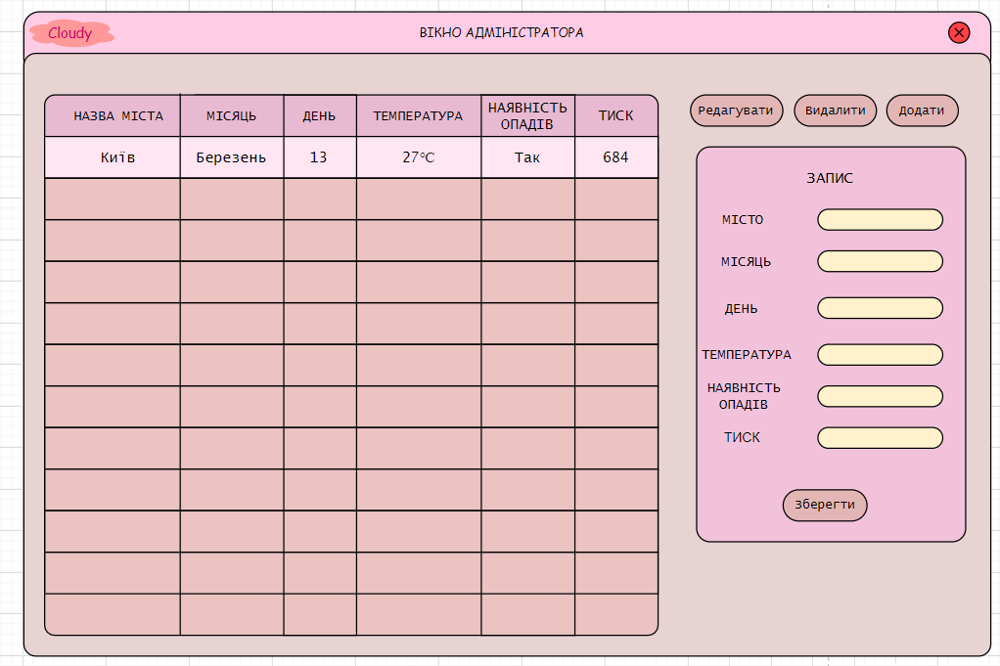 Cloudy
ВІКНО АДМІНІСТРАТОРА
НАЗВА МІСТА МІСЯЦЬ ДЕНЬ ТЕМПЕРАТУРА НАЯВНІСТЬ ОПАДІВ ТИСК
Київ Березень 13 27°С Так 684
Редагувати Видалити Додати
ЗАПИС
МІСТО
МІСЯЦЬ
ДЕНЬ
ТЕМПЕРАТУРА
НАЯВНІСТЬ
ОПАДІВ
ТИСК
Зберегти